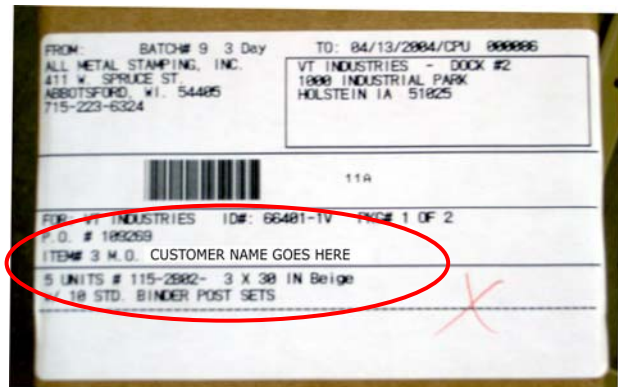 FROM: BATCH# 9 3 Day TO: 04/13/2004/CPU 000086
ALL METAL STAMPING, INC.
411 W. SPRUCE ST.
ABBOTSFORD, WI. 54405
715-223-6324
VT INDUSTRIES - DOCK #2
1000 INDUSTRIAL PARK
HOLSTEIN IA 51025
11A
FOR: VT INDUSTRIES ID#: 66401-1V PKG# 1 OF 2
P.O. # 109269
ITEM# 3 M.O. CUSTOMER NAME GOES HERE
5 UNITS # 115-2B02- 3 X 30 IN Beige
W/ 10 STD. BINDER POST SETS
X